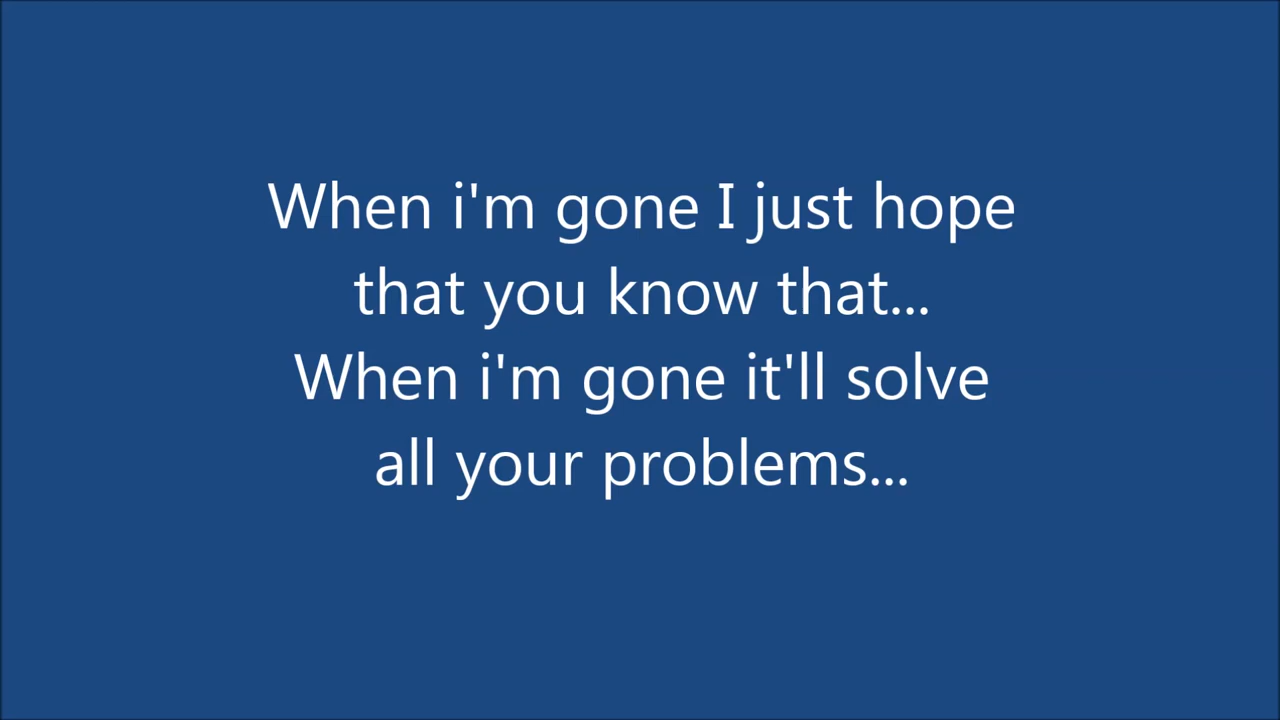 When i'm gone I just hope
that you know that...
When i'm gone it'll solve
all your problems...